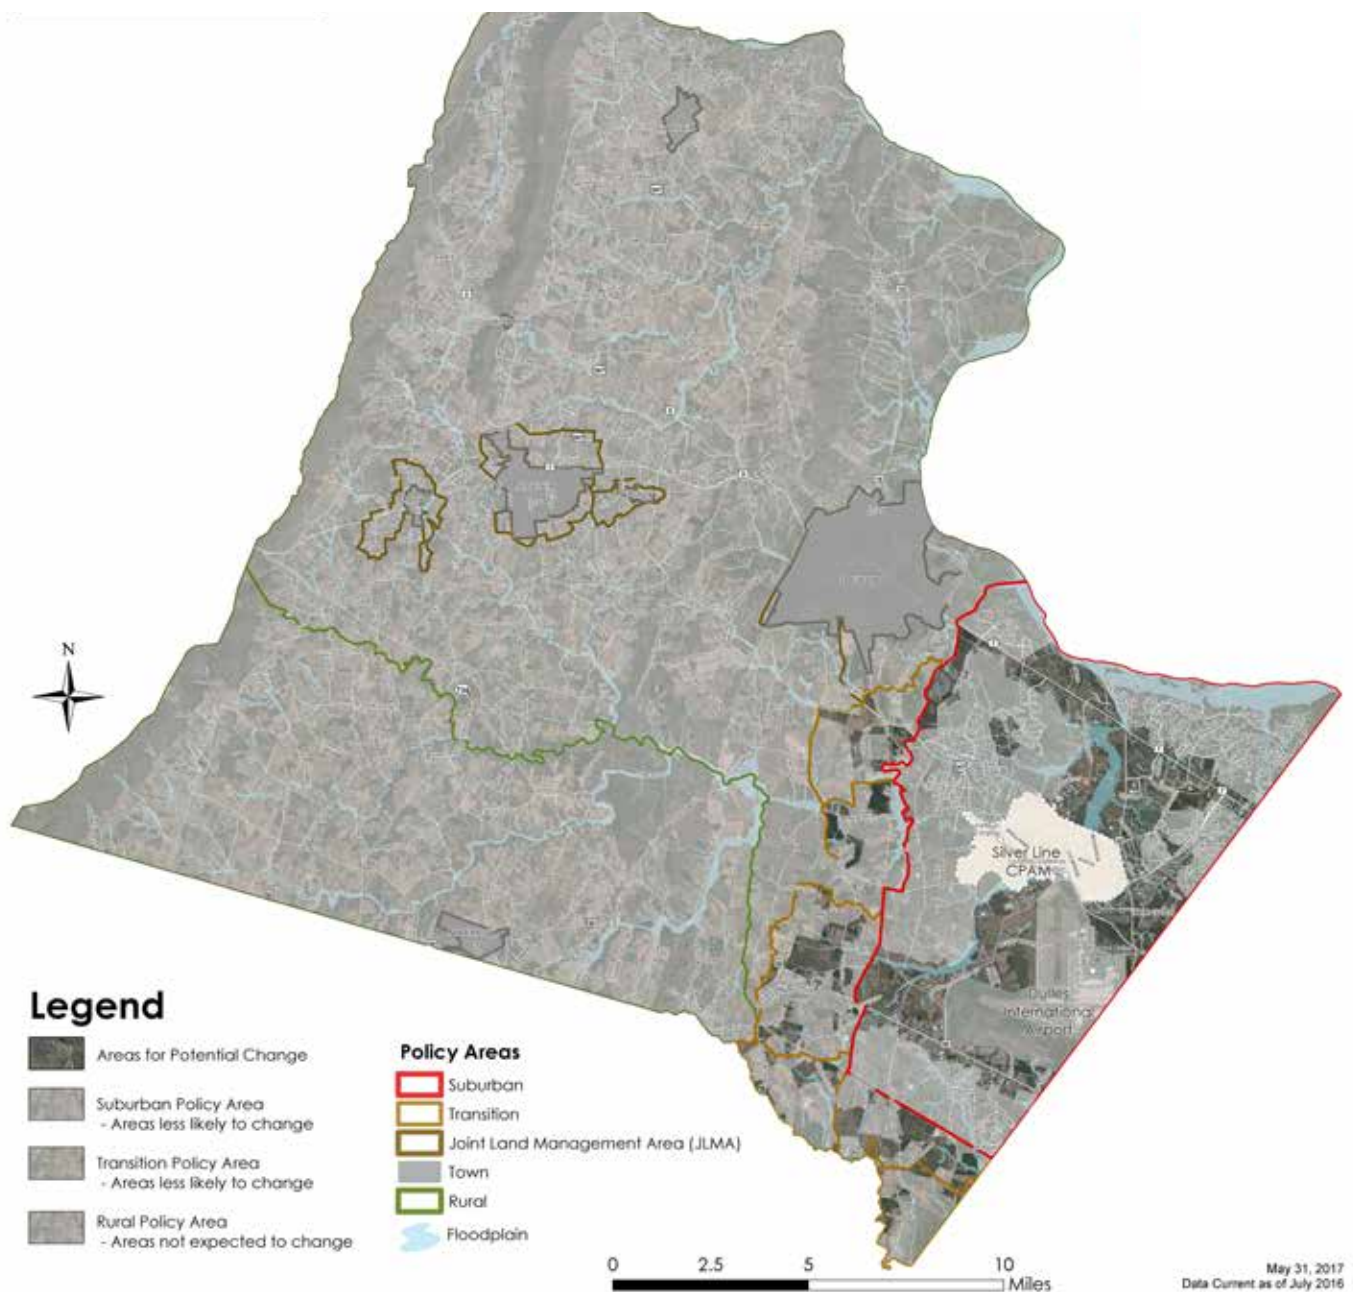 N
Silver Line
CPAM
Dulles
International
Airport
Legend
Areas for Potential Change
Suburban Policy Area
- Areas less likely to change
Transition Policy Area
- Areas less likely to change
Rural Policy Area
- Areas not expected to change
Policy Areas
Suburban
Transition
Joint Land Management Area (JLMA)
Town
Rural
Floodplain
0 2.5 5 10
Miles
May 31, 2017
Data Current as of July 2016